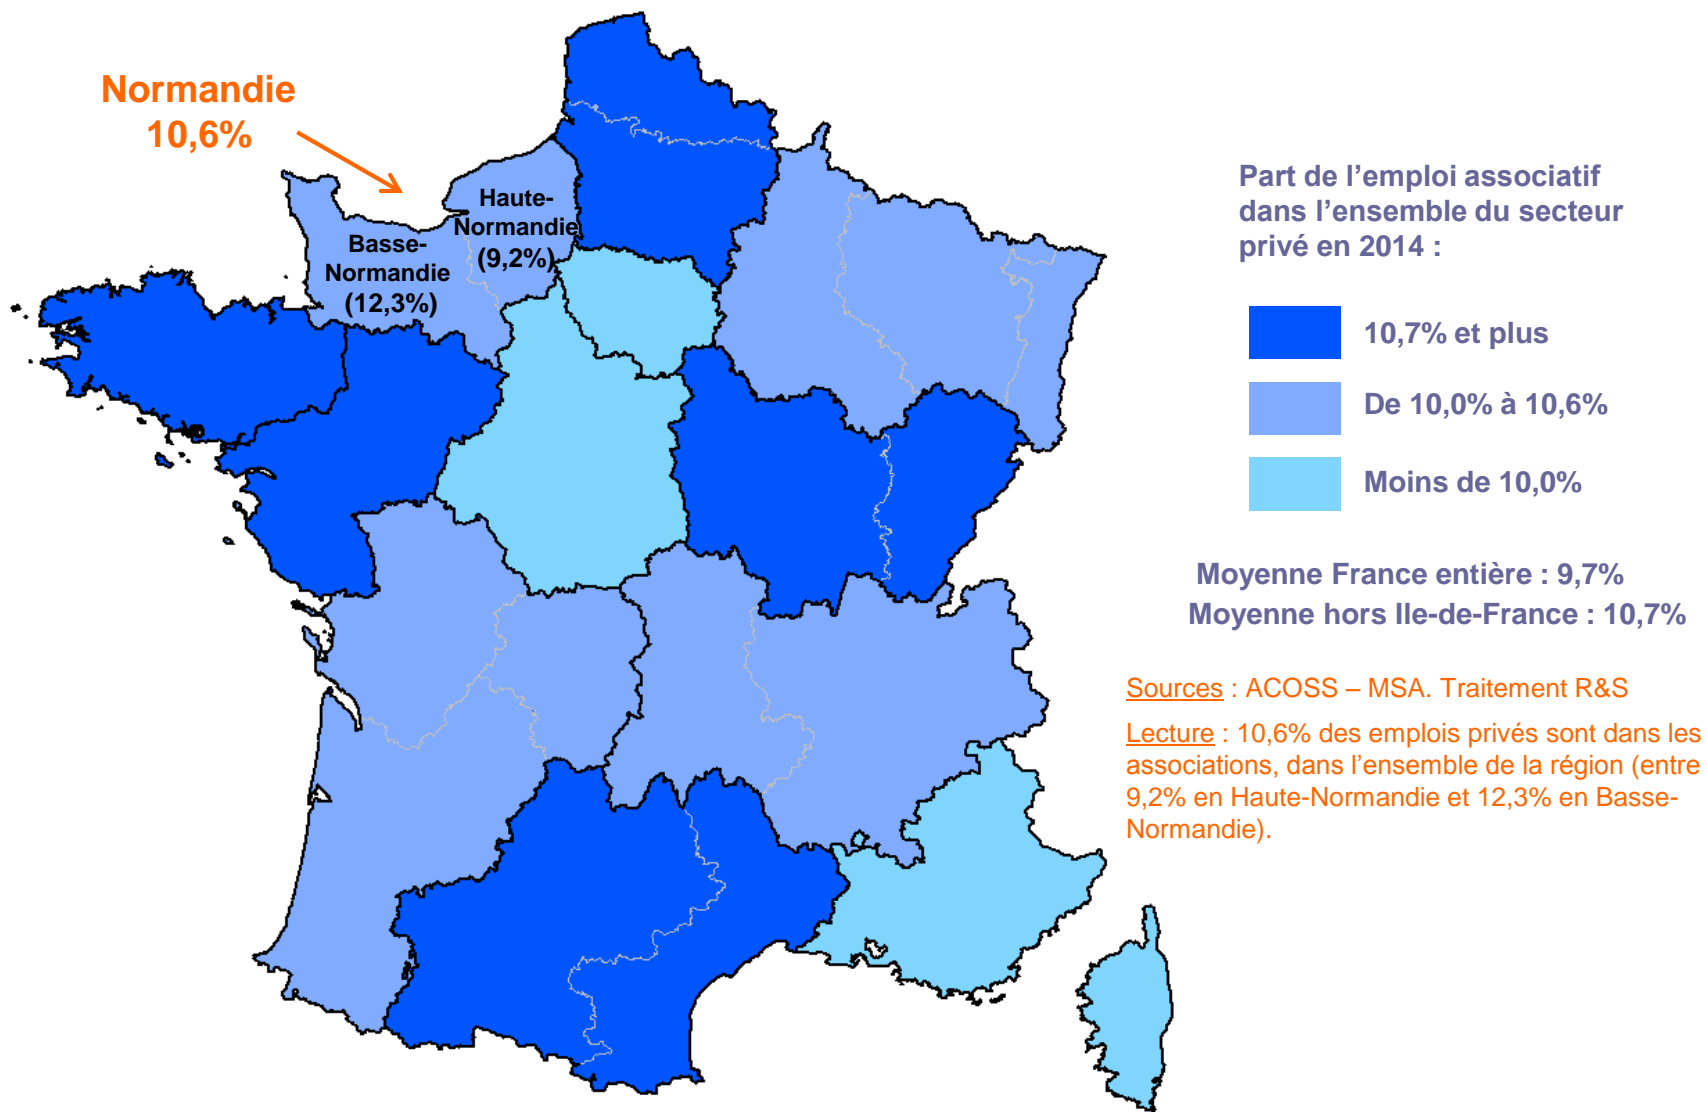 Normandie
10,6%
Haute-
Normandie
(9,2%)
Basse-
Normandie
(12,3%)
Part de l’emploi associatif
dans l’ensemble du secteur
privé en 2014 :
10,7% et plus
De 10,0% à 10,6%
Moins de 10,0%
Moyenne France entière : 9,7%
Moyenne hors Ile-de-France : 10,7%
Sources : ACOSS – MSA. Traitement R&S
Lecture : 10,6% des emplois privés sont dans les
associations, dans l’ensemble de la région (entre
9,2% en Haute-Normandie et 12,3% en Basse-
Normandie).